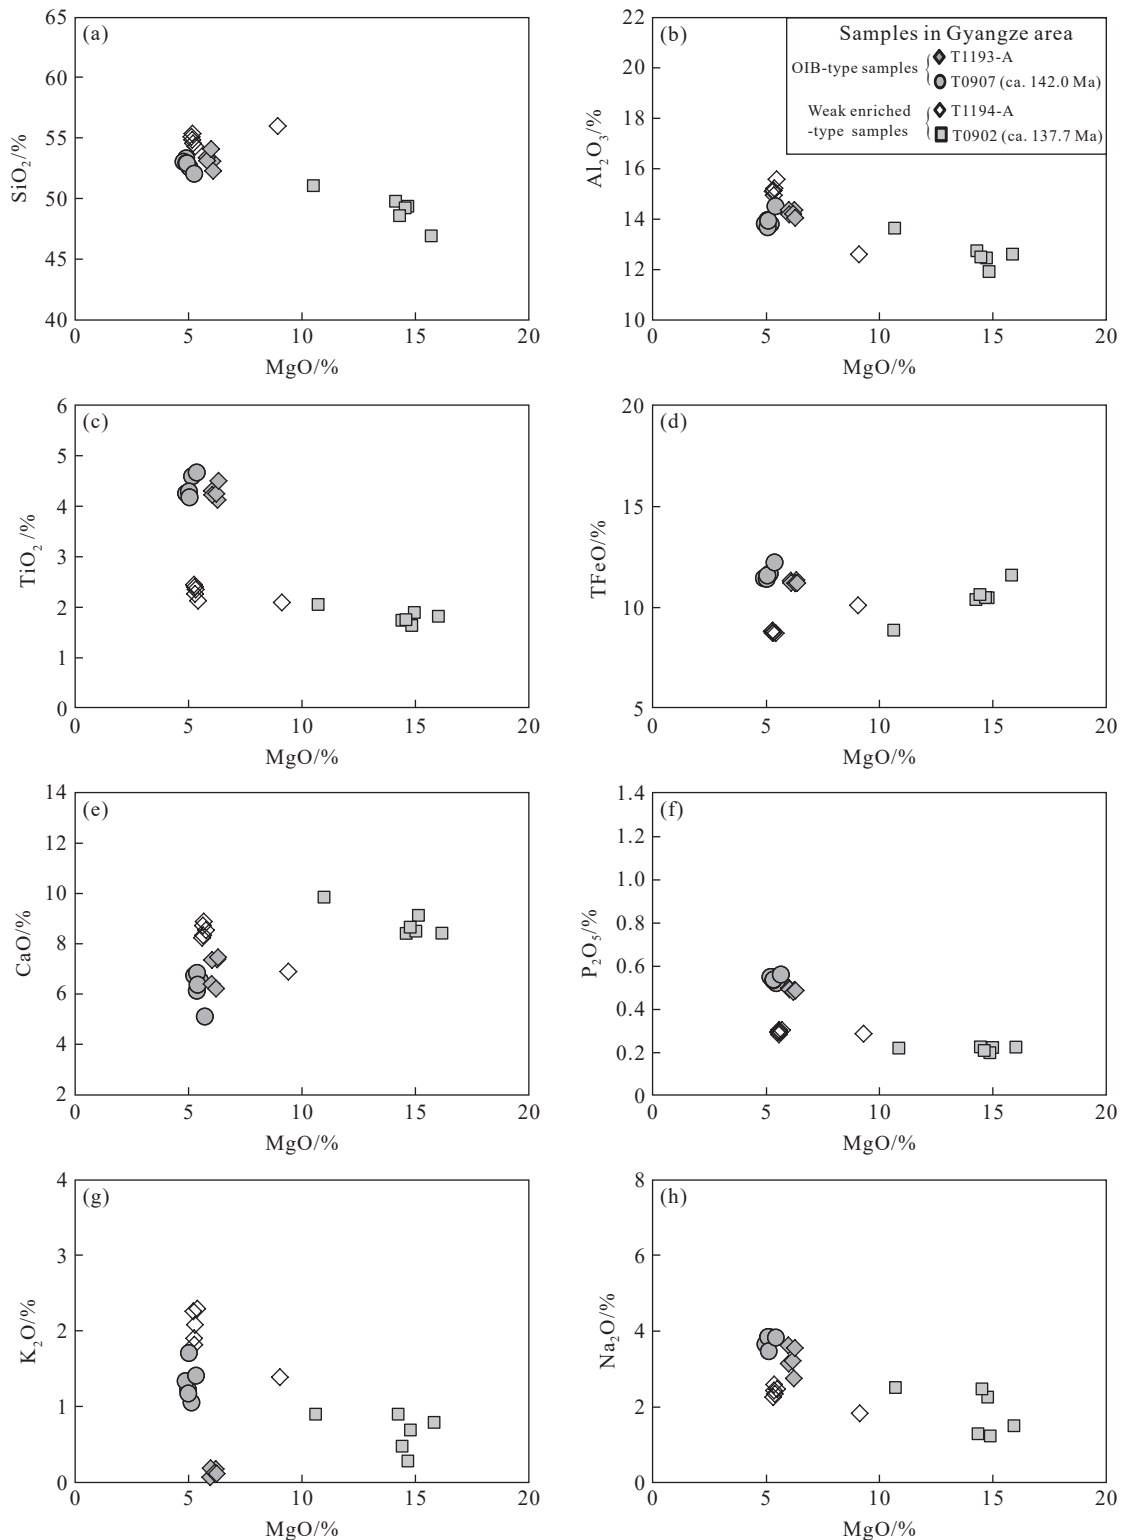 (a)
65
60
55
50
45
40
SiO₂/%
0
5
10
15
20
MgO/%
(b)
22
20
18
16
14
12
10
Al₂O₃/%
0
5
10
15
20
MgO/%
Samples in Gyangze area
OIB-type samples
T1193-A
T0907 (ca. 142.0 Ma)
Weak enriched
-type samples
T1194-A
T0902 (ca. 137.7 Ma)
(c)
6
5
4
3
2
1
0
TiO₂/%
0
5
10
15
20
MgO/%
(d)
20
15
10
5
TFeO/%
0
5
10
15
20
MgO/%
(e)
14
12
10
8
6
4
2
CaO/%
0
5
10
15
20
MgO/%
(f)
1.4
1.2
1.0
0.8
0.6
0.4
0.2
0
P₂O₅/%
0
5
10
15
20
MgO/%
(g)
4
3
2
1
0
K₂O/%
0
5
10
15
20
MgO/%
(h)
8
6
4
2
0
Na₂O/%
0
5
10
15
20
MgO/%